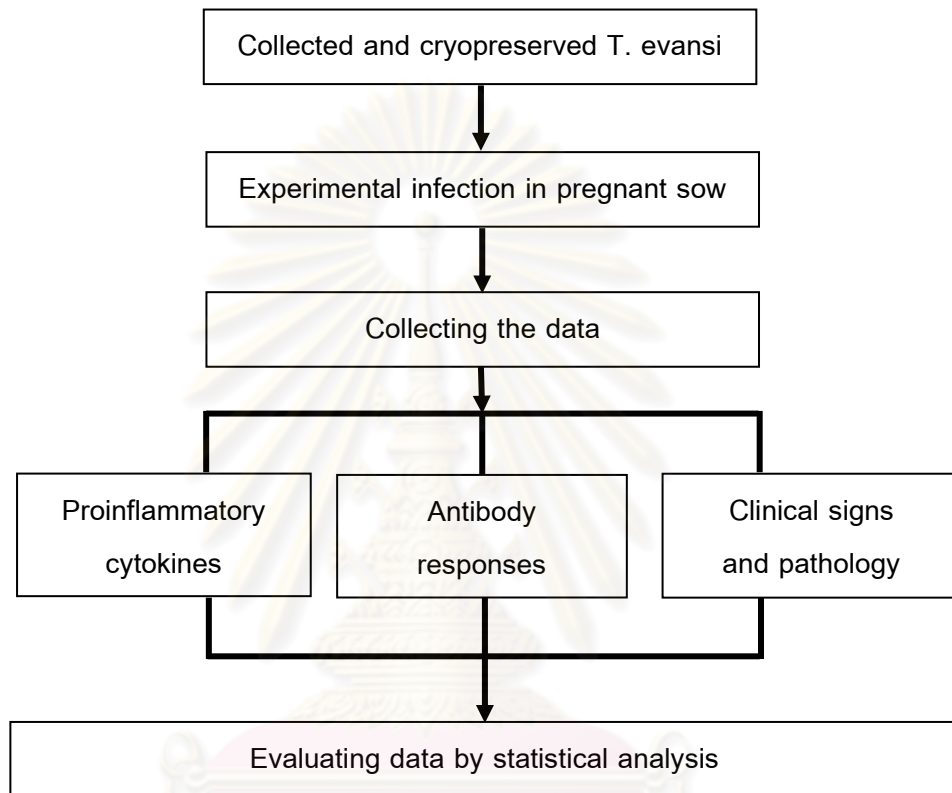 Collected and cryopreserved T. evansi
Experimental infection in pregnant sow
Collecting the data
Proinflammatory
cytokines
Antibody
responses
Clinical signs
and pathology
Evaluating data by statistical analysis